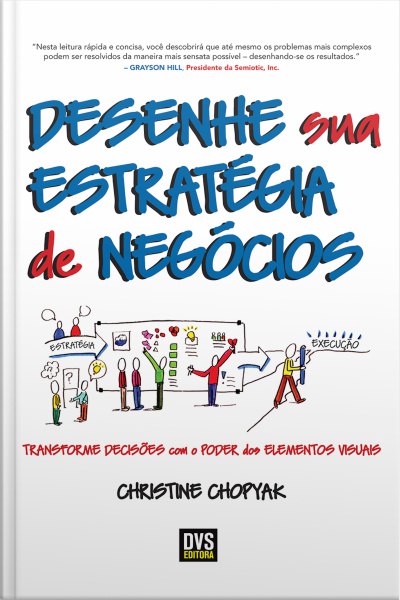 "Nesta leitura rápida e concisa, você descobrirá que até mesmo os problemas mais complexos
podem ser resolvidos da maneira mais sensata possível – desenhando-se os resultados."
– GRAYSON HILL, Presidente da Semiotic, Inc.
DESENHE sua
ESTRATÉGIA
de NEGÓCIOS
ESTRATÉGIA
EXECUÇÃO
?
TRANSFORME DECISÕES com o PODER dos ELEMENTOS VISUAIS
CHRISTINE CHOPYAK
DVS
EDITORA